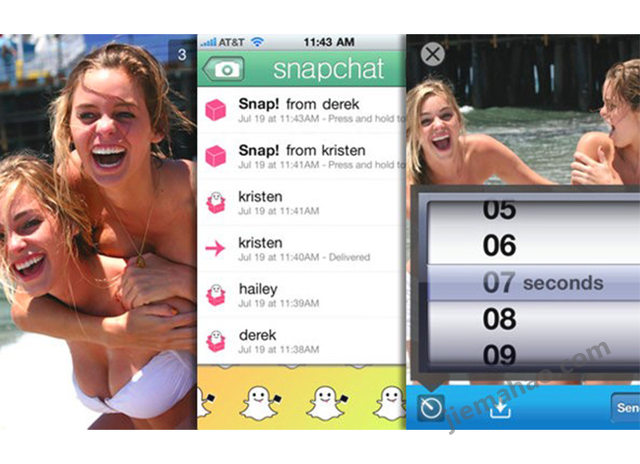 3
AT&T 11:43 AM
snapchat
Snap! from derek
Jul 19 at 11:43AM - Press and hold to
Snap! from kristen
Jul 19 at 11:41AM - Press and hold to
kristen
Jul 19 at 11:41AM
kristen
Jul 19 at 11:40AM - Delivered
hailey
Jul 19 at 11:39AM
derek
Jul 19 at 11:38AM
05
06
07 seconds
08
09
Sen
jiemahao.com